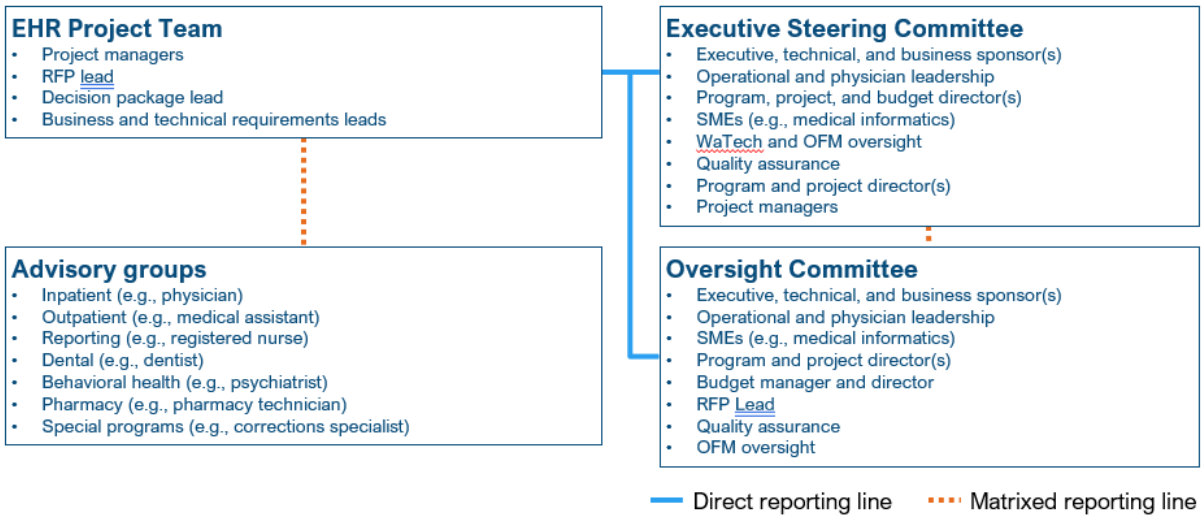 EHR Project Team
• Project managers
• RFP lead
• Decision package lead
• Business and technical requirements leads
Executive Steering Committee
• Executive, technical, and business sponsor(s)
• Operational and physician leadership
• Program, project, and budget director(s)
• SMEs (e.g., medical informatics)
• WaTech and OFM oversight
• Quality assurance
• Program and project director(s)
• Project managers
Advisory groups
• Inpatient (e.g., physician)
• Outpatient (e.g., medical assistant)
• Reporting (e.g., registered nurse)
• Dental (e.g., dentist)
• Behavioral health (e.g., psychiatrist)
• Pharmacy (e.g., pharmacy technician)
• Special programs (e.g., corrections specialist)
Oversight Committee
• Executive, technical, and business sponsor(s)
• Operational and physician leadership
• SMEs (e.g., medical informatics)
• Program and project director(s)
• Budget manager and director
• RFP Lead
• Quality assurance
• OFM oversight
Direct reporting line
Matrixed reporting line